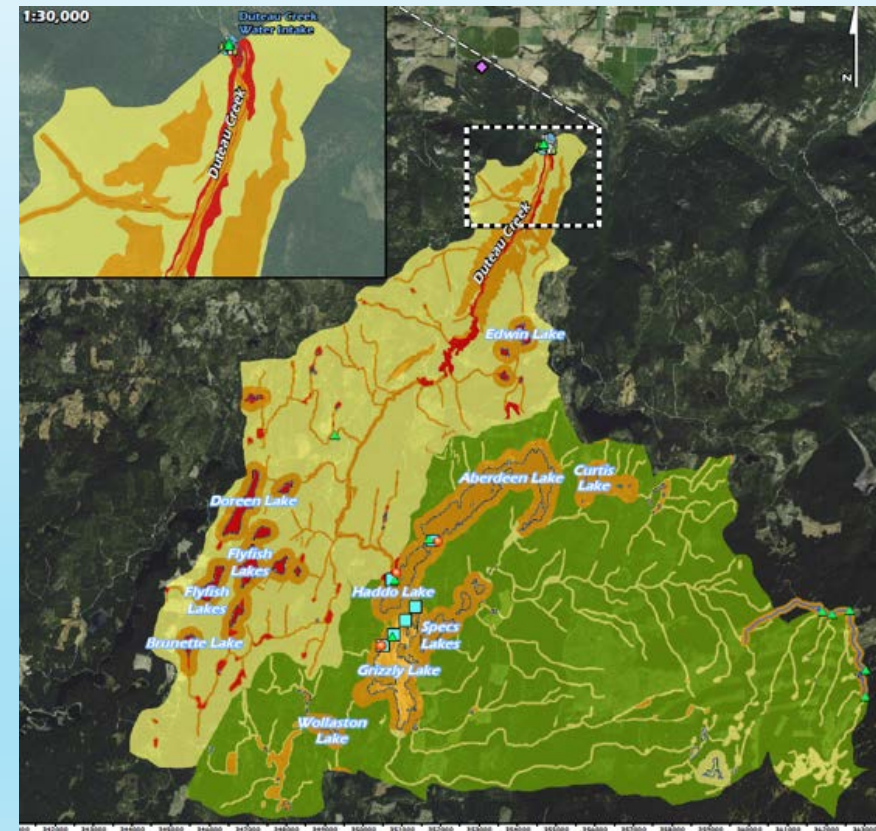 1:30,000
Duteau Creek
Water Intake
Duteau Creek
N
Duteau Creek
Edwin Lake
Aberdeen Lake
Curtis
Lake
Doreen Lake
Flyfish
Lakes
Flyfish
Lakes
Haddo Lake
Specs
Lakes
Brunette Lake
Grizzly Lake
Wollaston
Lake